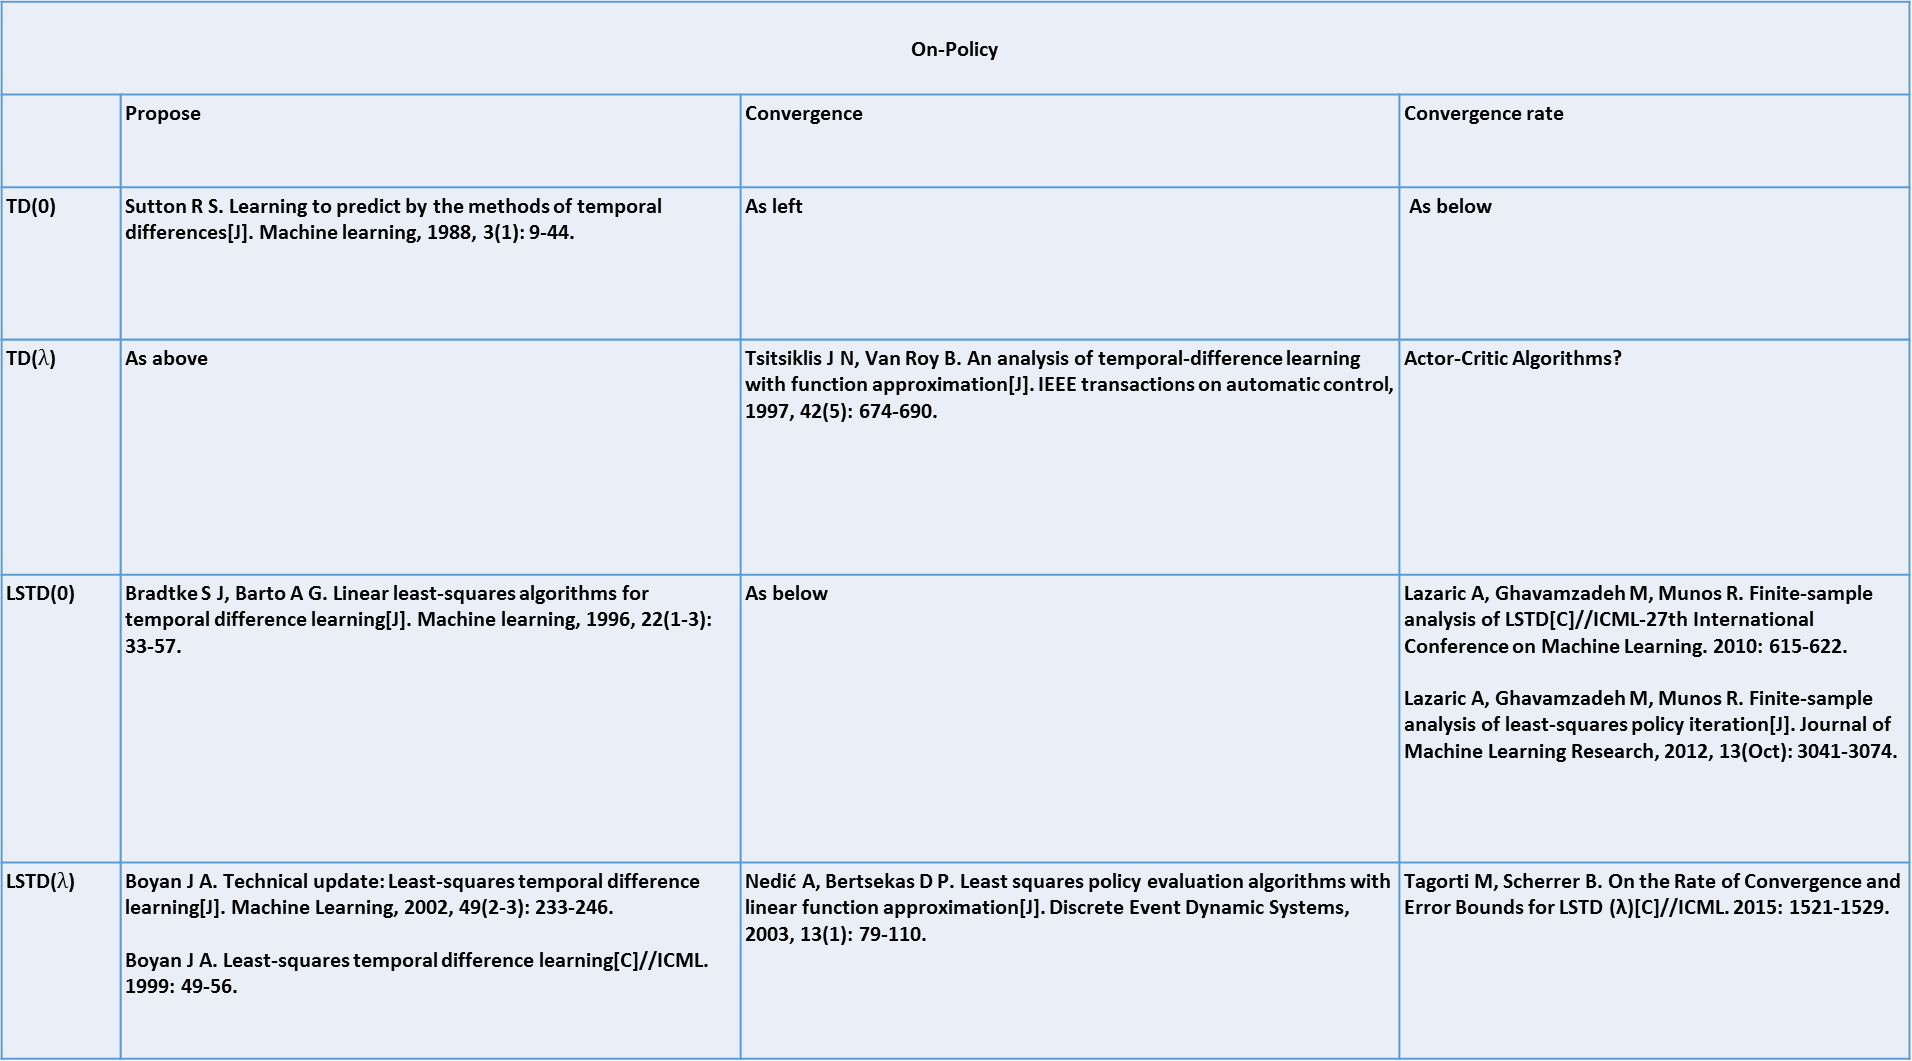 On-Policy
Propose
Convergence
Convergence rate
TD(0)
Sutton R S. Learning to predict by the methods of temporal
differences[J]. Machine learning, 1988, 3(1): 9-44.
As left
As below
TD(λ)
As above
Tsitsiklis J N, Van Roy B. An analysis of temporal-difference learning
with function approximation[J]. IEEE transactions on automatic control,
1997, 42(5): 674-690.
Actor-Critic Algorithms?
LSTD(0)
Bradtke S J, Barto A G. Linear least-squares algorithms for
temporal difference learning[J]. Machine learning, 1996, 22(1-3):
33-57.
As below
Lazaric A, Ghavamzadeh M, Munos R. Finite-sample
analysis of LSTD[C]//ICML-27th International
Conference on Machine Learning. 2010: 615-622.
Lazaric A, Ghavamzadeh M, Munos R. Finite-sample
analysis of least-squares policy iteration[J]. Journal of
Machine Learning Research, 2012, 13(Oct): 3041-3074.
LSTD(λ)
Boyan J A. Technical update: Least-squares temporal difference
learning[J]. Machine Learning, 2002, 49(2-3): 233-246.
Boyan J A. Least-squares temporal difference learning[C]//ICML.
1999: 49-56.
Nedić A, Bertsekas D P. Least squares policy evaluation algorithms with
linear function approximation[J]. Discrete Event Dynamic Systems,
2003, 13(1): 79-110.
Tagorti M, Scherrer B. On the Rate of Convergence and
Error Bounds for LSTD (λ)[C]//ICML. 2015: 1521-1529.